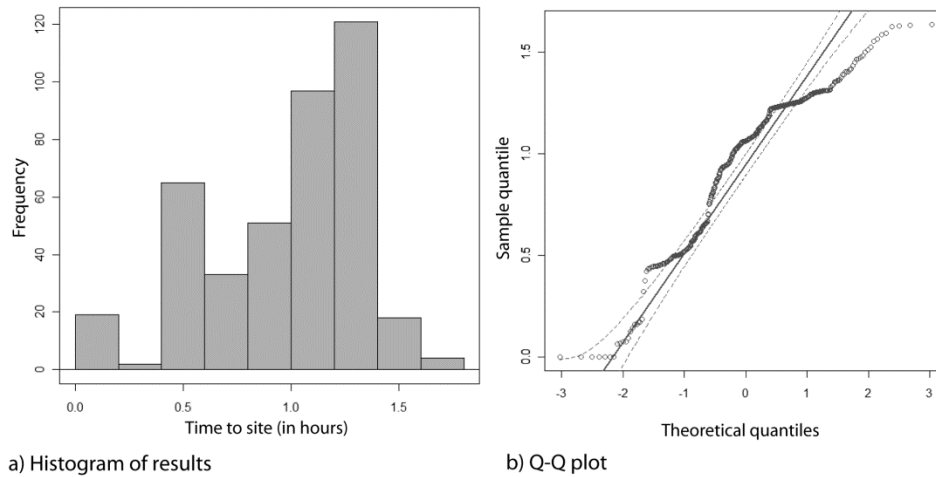 120
100
80
60
40
20
0
Frequency
0.0 0.5 1.0 1.5
Time to site (in hours)
a) Histogram of results
1.5
1.0
0.5
0.0
Sample quantile
-3 -2 -1 0 1 2 3
Theoretical quantiles
b) Q-Q plot